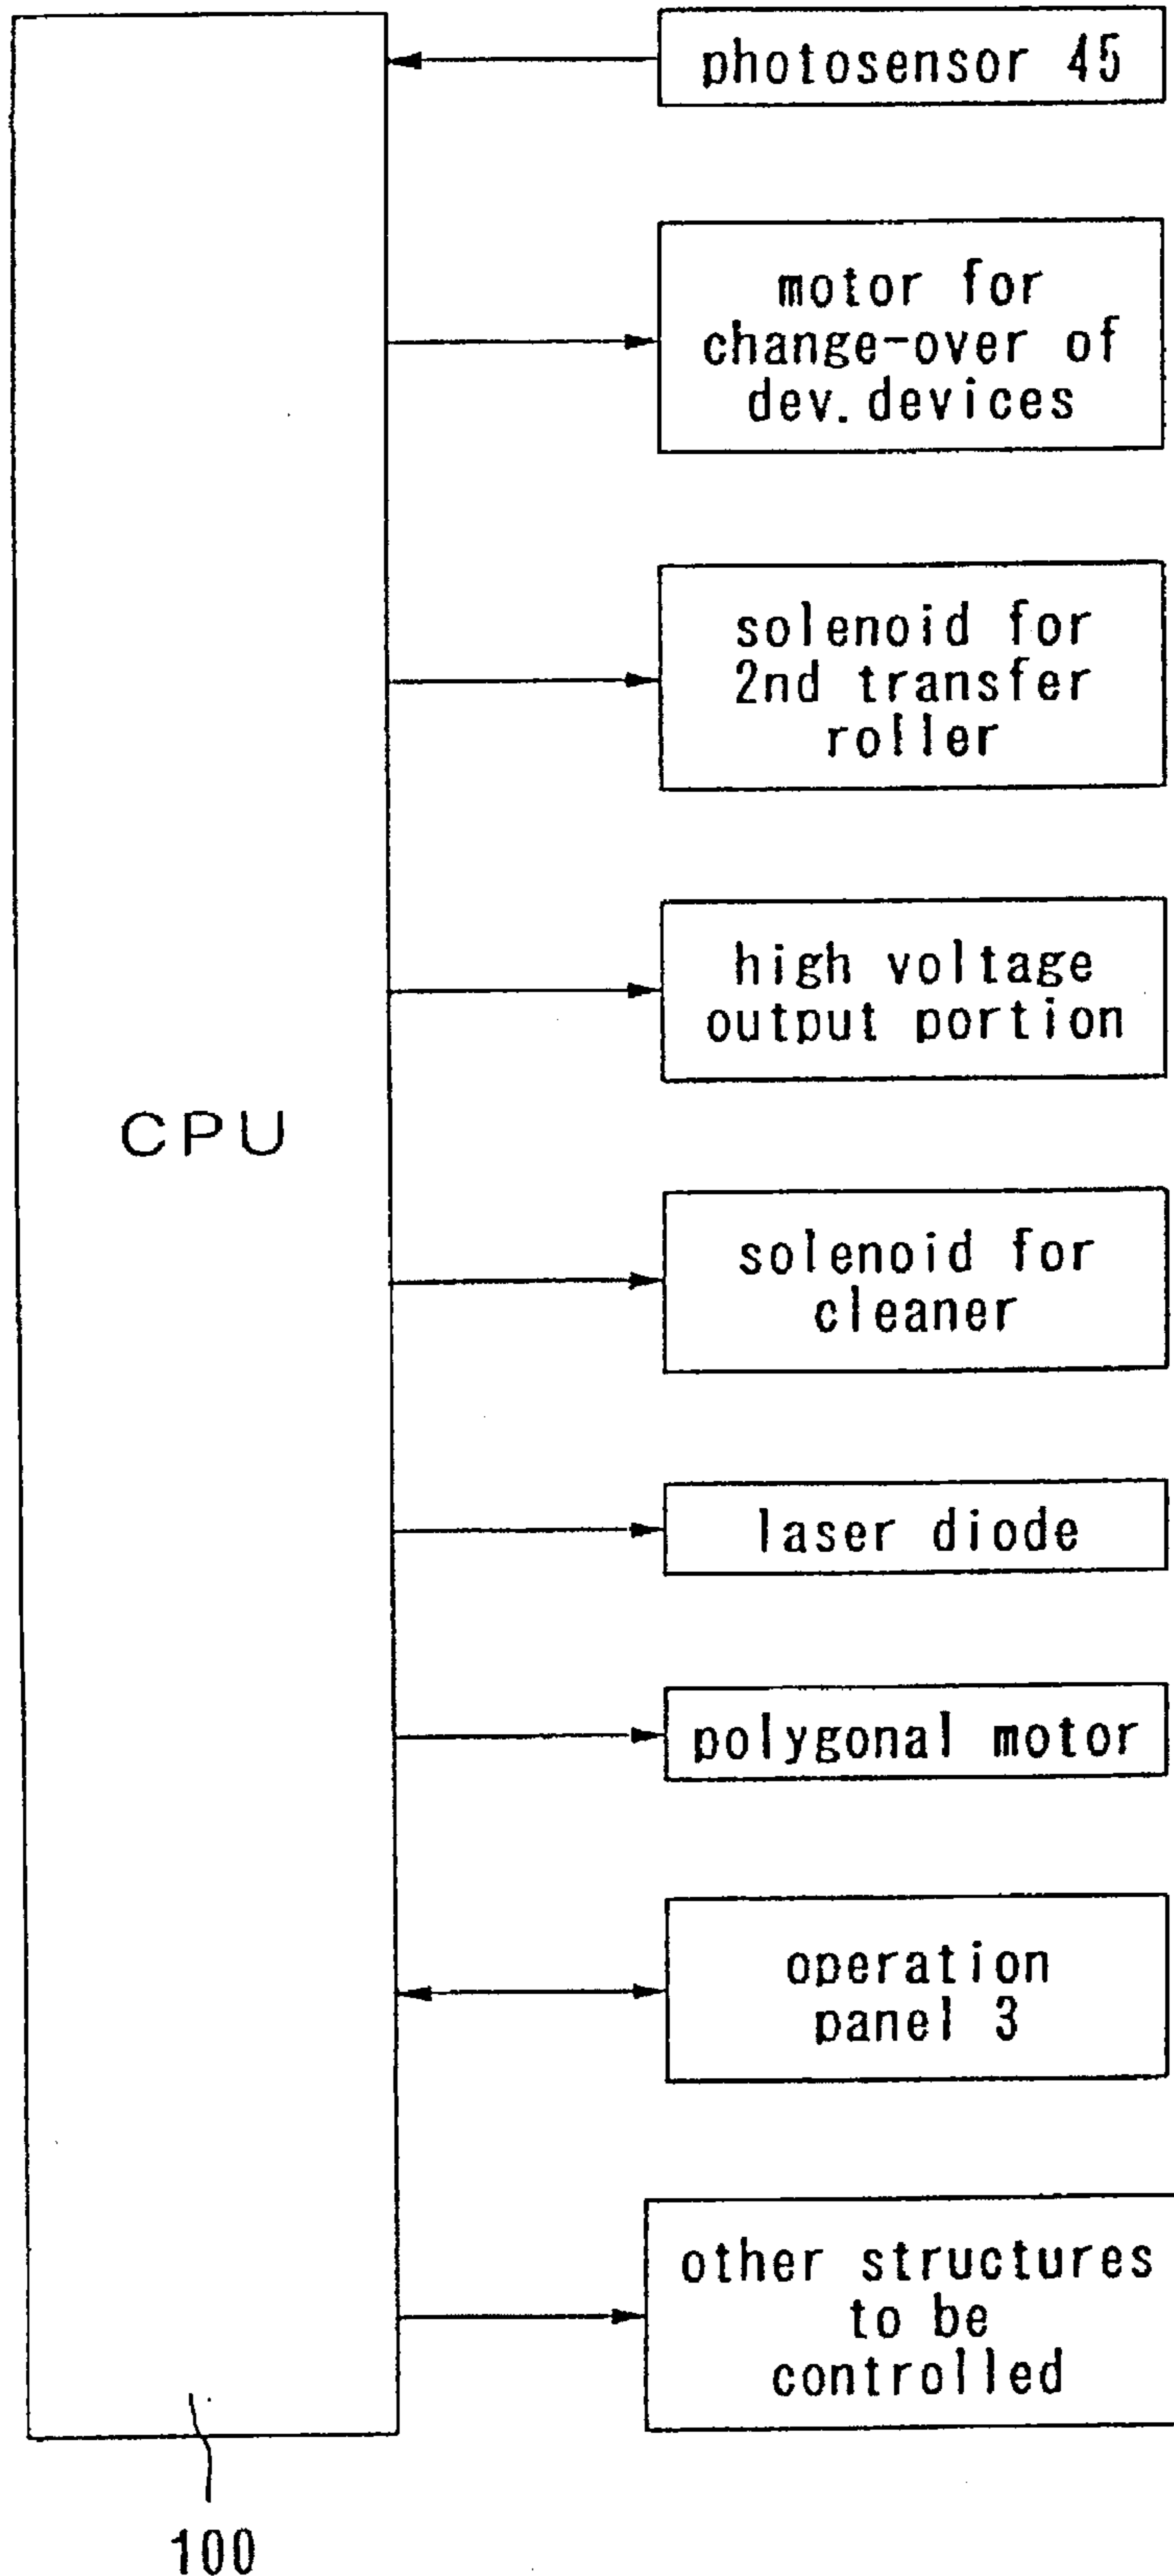 photosensor 45
motor for
change-over of
dev.devices
solenoid for
2nd transfer
roller
high voltage
output portion
CPU
solenoid for
cleaner
laser diode
polygonal motor
operation
panel 3
other structures
to be
controlled
100